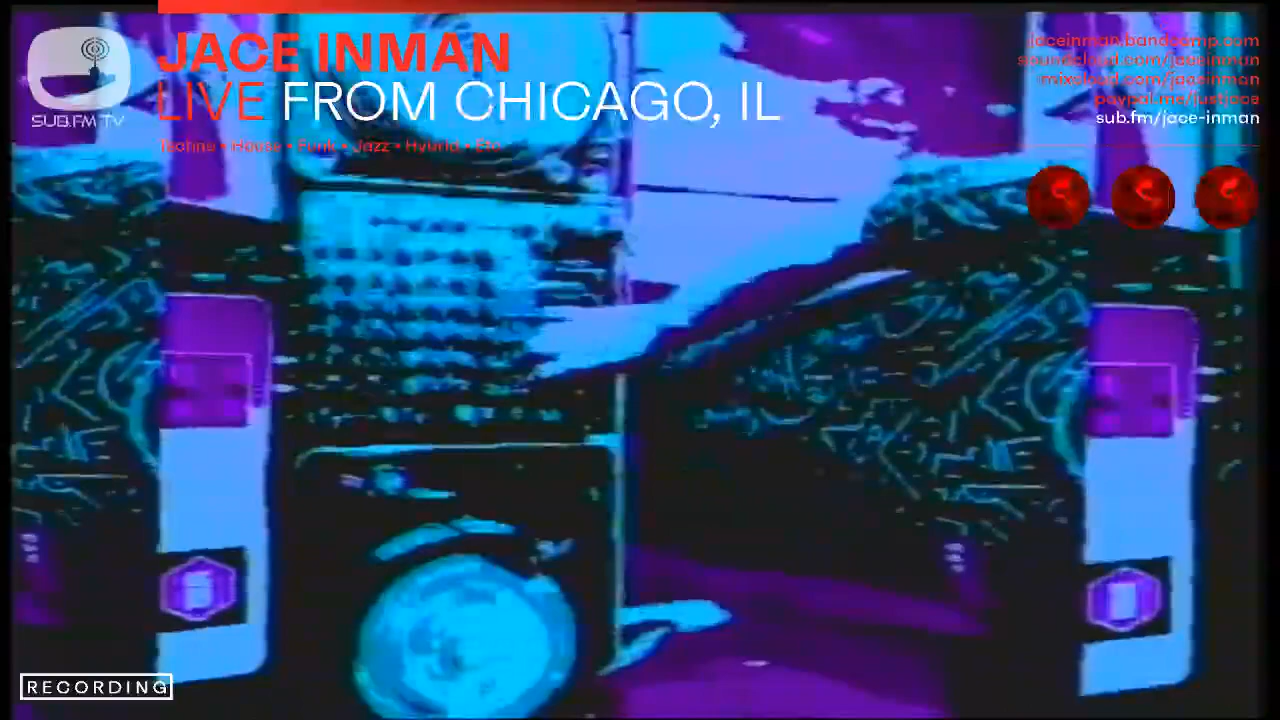 JACE INMAN
LIVE FROM CHICAGO, IL
Techno • House • Funk • Jazz • Hybrid • Etc
SUB.FM TV
jaceinman.bandcamp.com
soundcloud.com/jaceinman
mixcloud.com/jaceinman
paypal.me/justjace
sub.fm/jace-inman
RECORDING